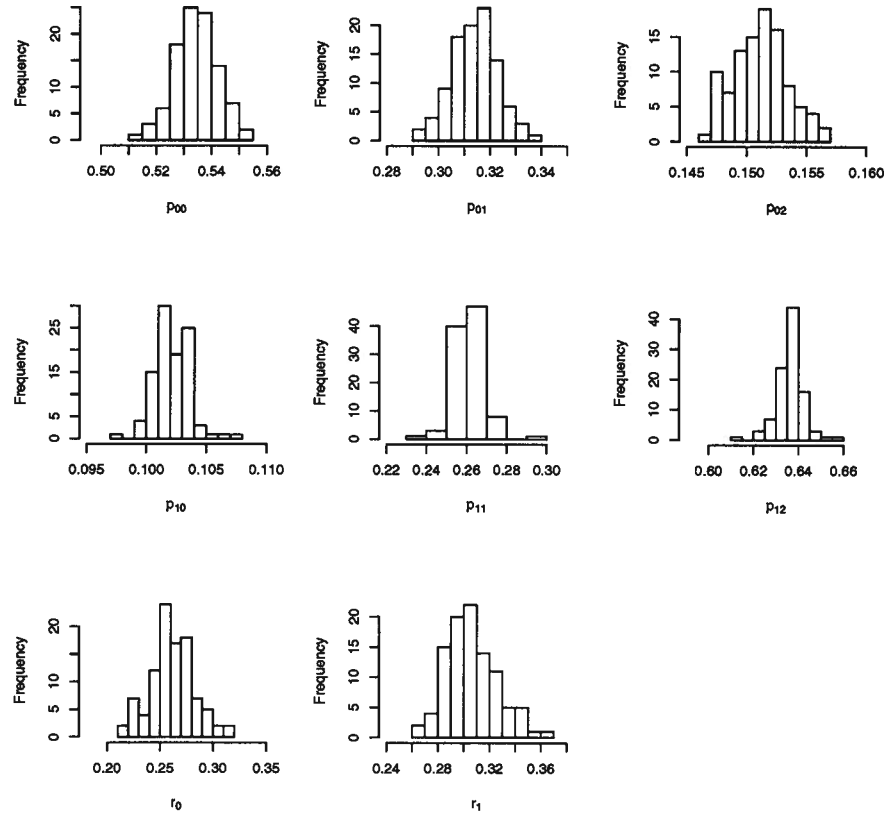 Frequency
0 5 15 25
0.50 0.52 0.54 0.56
p00
Frequency
0 5 10 15 20
0.28 0.30 0.32 0.34
p01
Frequency
0 5 10 15
0.145 0.150 0.155 0.160
p02
Frequency
0 5 15 25
0.095 0.100 0.105 0.110
p10
Frequency
0 10 20 30 40
0.22 0.24 0.26 0.28 0.30
p11
Frequency
0 10 20 30 40
0.60 0.62 0.64 0.66
p12
Frequency
0 5 10 20
0.20 0.25 0.30 0.35
r0
Frequency
0 5 10 15 20
0.24 0.28 0.32 0.36
r1